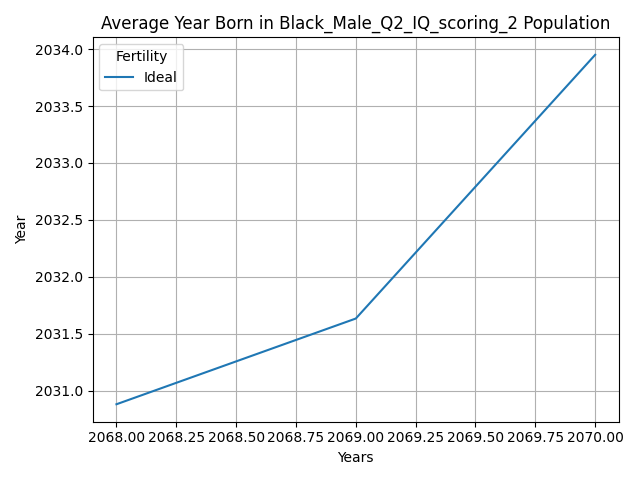 Average Year Born in Black_Male_Q2_IQ_scoring_2 Population
Fertility
Ideal
Year
2034.0
2033.5
2033.0
2032.5
2032.0
2031.5
2031.0
2068.00 2068.25 2068.50 2068.75 2069.00 2069.25 2069.50 2069.75 2070.00
Years